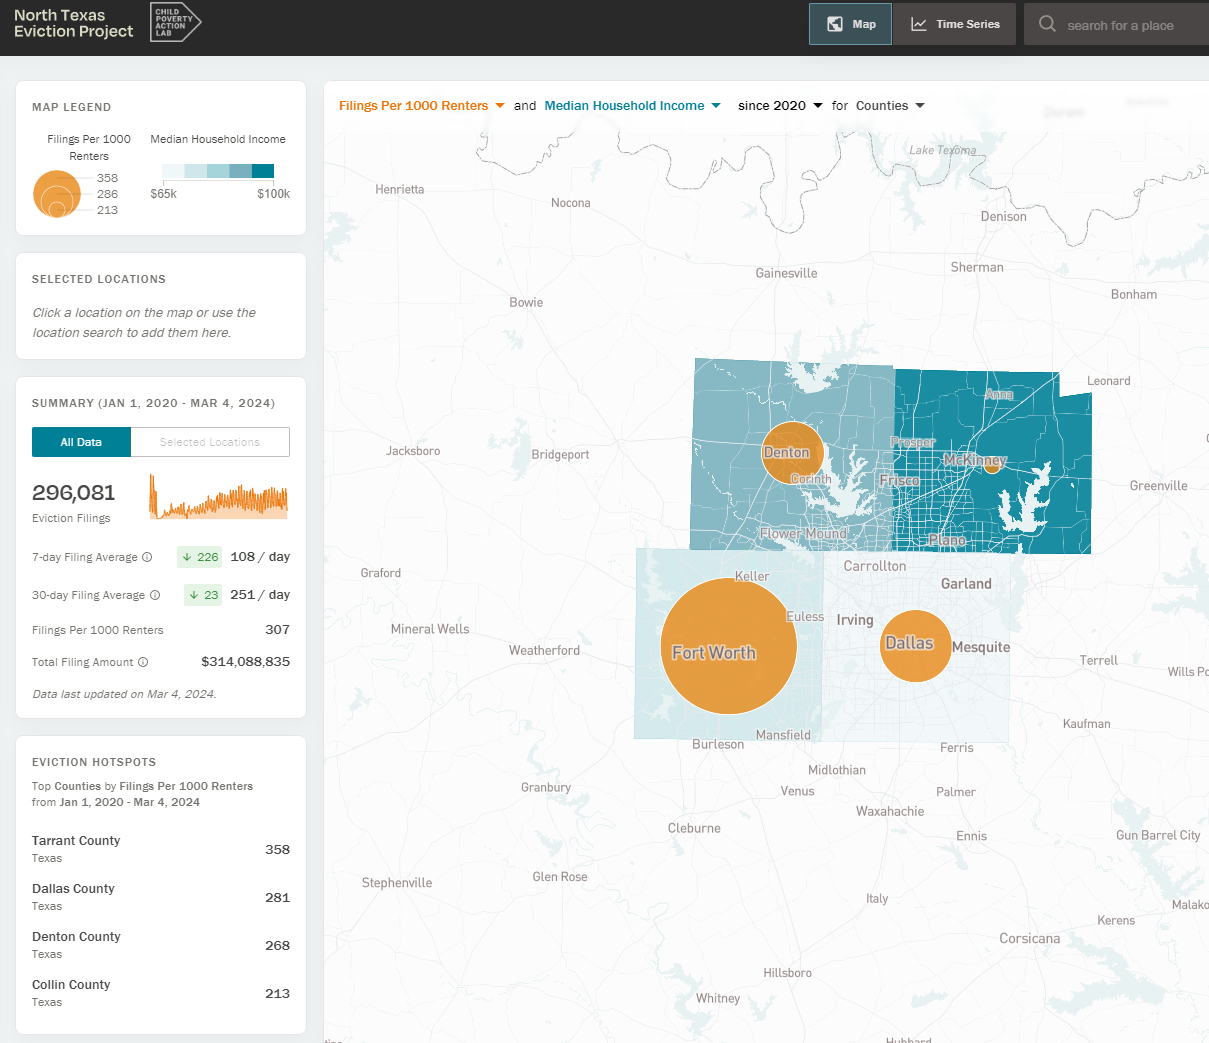 North Texas
Eviction Project
CHILD
POVERTY
ACTION
LAB
Map
Time Series
search for a place
MAP LEGEND
Filings Per 1000
Renters
358
286
213
Median Household Income
$65k
$100k
SELECTED LOCATIONS
Click a location on the map or use the
location search to add them here.
SUMMARY (JAN 1, 2020 - MAR 4, 2024)
All Data
Selected Locations
296,081
Eviction Filings
7-day Filing Average
226
108 / day
30-day Filing Average
23
251 / day
Filings Per 1000 Renters
307
Total Filing Amount
$314,088,835
Data last updated on Mar 4, 2024.
EVICTION HOTSPOTS
Top Counties by Filings Per 1000 Renters
from Jan 1, 2020 - Mar 4, 2024
Tarrant County
Texas
358
Dallas County
Texas
281
Denton County
Texas
268
Collin County
Texas
213
Filings Per 1000 Renters and Median Household Income since 2020 for Counties
Durant
Lake Texoma
Henrietta
Nocona
Denison
Gainesville
Sherman
Bonham
Bowie
Leonard
Anna
Prosper
Jacksboro
Bridgeport
Denton
McKinney
Corinth
Frisco
Greenville
Flower Mound
Plano
Graford
Keller
Carrollton
Garland
Euless
Irving
Mineral Wells
Weatherford
Fort Worth
Dallas
Mesquite
Terrell
Wills Po
Kaufman
Mansfield
Burleson
Ferris
Midlothian
Granbury
Venus
Palmer
Waxahachie
Cleburne
Ennis
Gun Barrel City
Stephenville
Glen Rose
Italy
Malako
Kerens
Corsicana
Hillsboro
Whitney
Hubbard